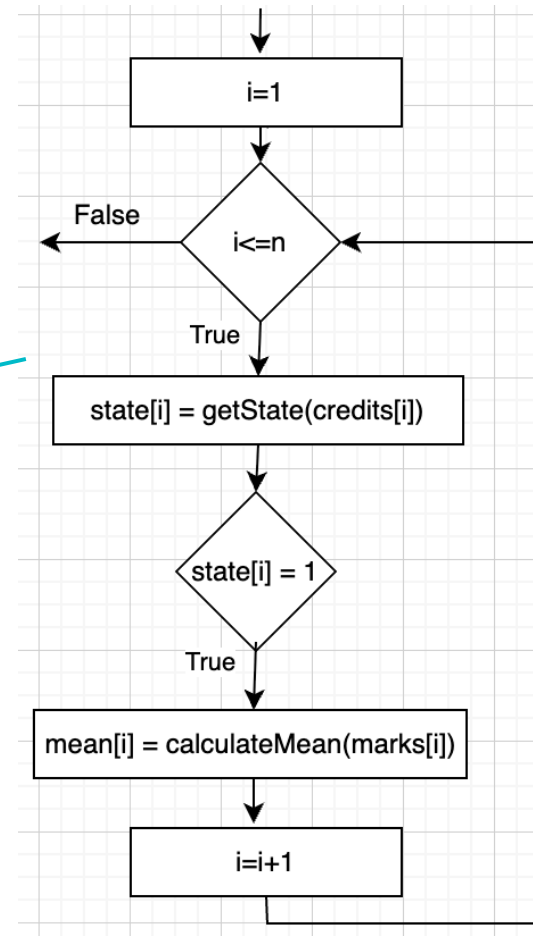 i=1
False
i<=n
True
state[i] = getState(credits[i])
state[i] = 1
True
mean[i] = calculateMean(marks[i])
i=i+1